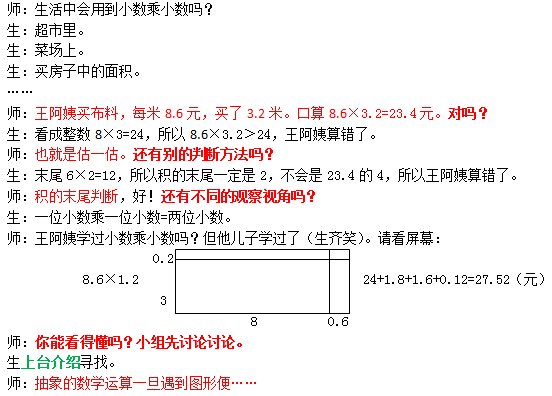 师：生活中会用到小数乘小数吗？
生：超市里。
生：菜场上。
生：买房子中的面积。
……
师：王阿姨买布料，每米 8.6 元，买了 3.2 米。口算 8.6×3.2=23.4 元。对吗？
生：看成整数 8×3=24，所以 8.6×3.2＞24，王阿姨算错了。
师：也就是估一估。还有别的判断方法吗？
生：末尾 6×2=12，所以积的末尾一定是 2，不会是 23.4 的 4，所以王阿姨算错了。
师：积的末尾判断，好！还有不同的观察视角吗？
生：一位小数乘一位小数=两位小数。
师：王阿姨学过小数乘小数吗？但他儿子学过了（生齐笑）。请看屏幕：
0.2
8.6×1.2
24+1.8+1.6+0.12=27.52（元）
3
8
0.6
师：你能看得懂吗？小组先讨论讨论。
生上台介绍寻找。
师：抽象的数学运算一旦遇到图形便……